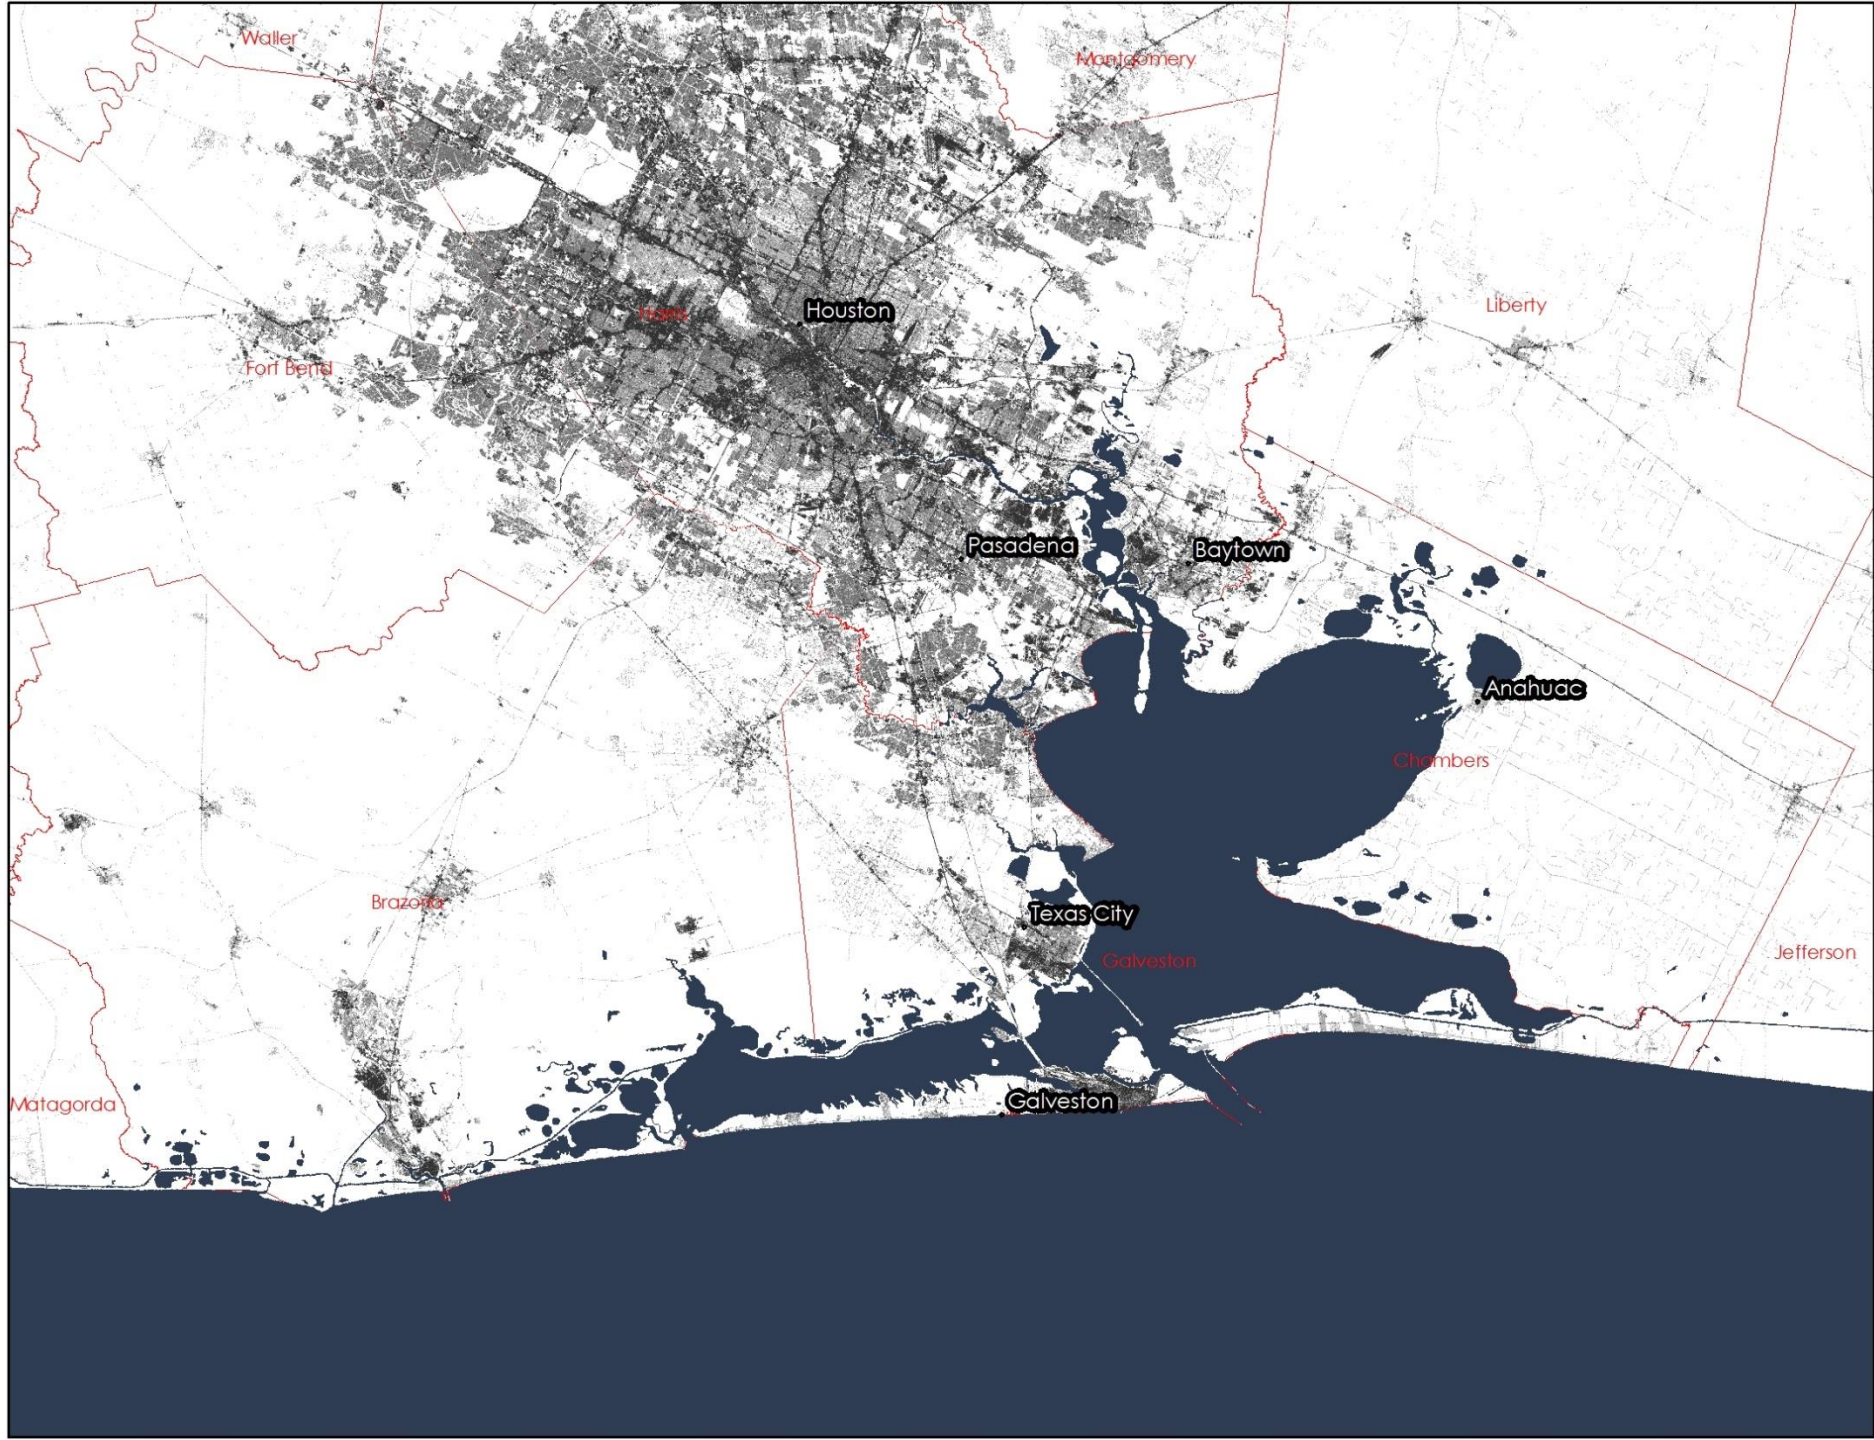 Waller
Montgomery
Liberty
Houston
Harris
Fort Bend
Pasadena
Baytown
Anahuac
Chambers
Brazoria
Texas City
Galveston
Jefferson
Matagorda
Galveston